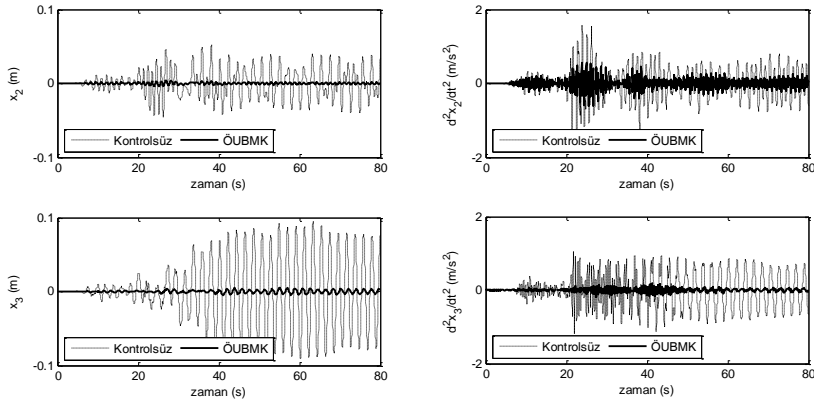 0.1
0
-0.1
x2 (m)
Kontrolsüz
ÖUBMK
0
20
40
60
80
zaman (s)
2
0
-2
d²x2/dt² (m/s²)
Kontrolsüz
ÖUBMK
0
20
40
60
80
zaman (s)
0.1
0
-0.1
x3 (m)
Kontrolsüz
ÖUBMK
0
20
40
60
80
zaman (s)
2
0
-2
d²x3/dt² (m/s²)
Kontrolsüz
ÖUBMK
0
20
40
60
80
zaman (s)